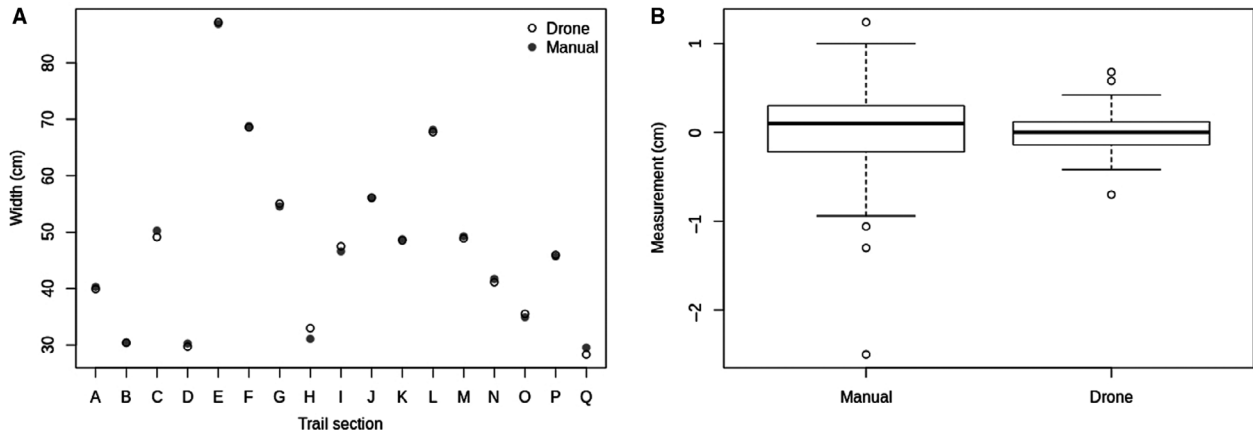 A
Drone
Manual
80
70
60
50
40
30
Width (cm)
A B C D E F G H I J K L M N O P Q
Trail section
B
1
0
−1
−2
Measurement (cm)
Manual Drone